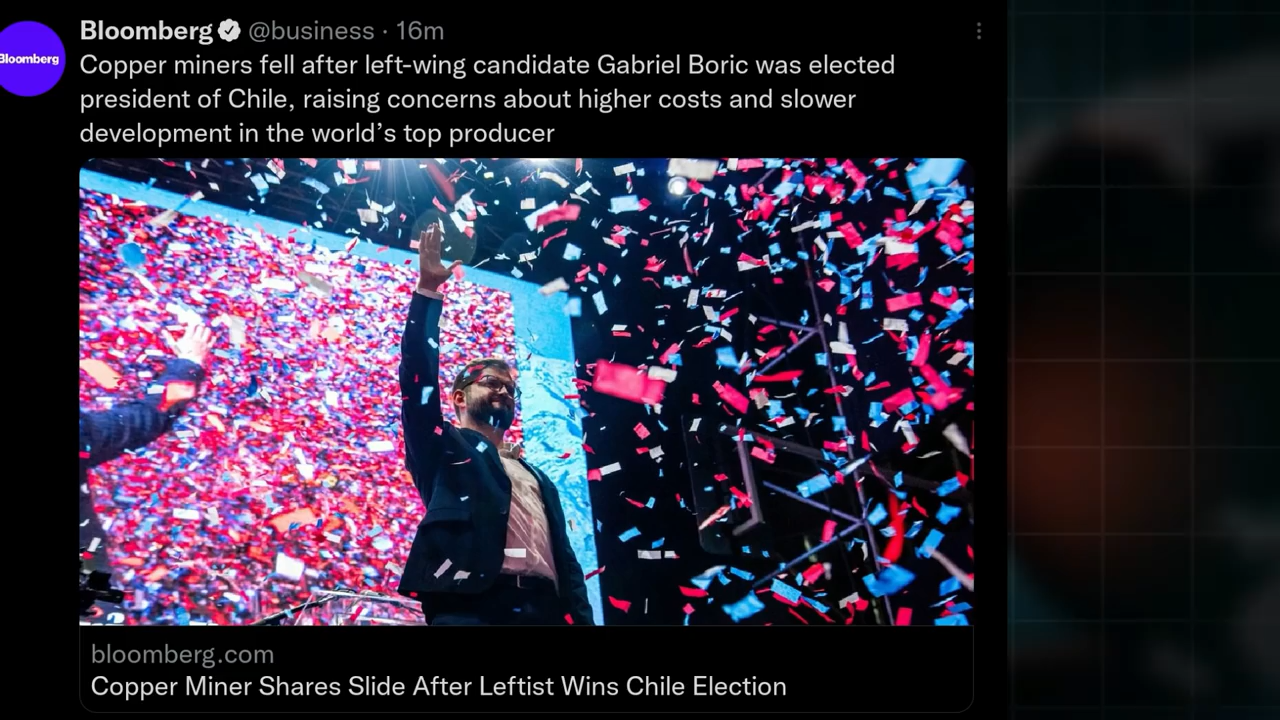 Bloomberg @business · 16m
Bloomberg
Copper miners fell after left-wing candidate Gabriel Boric was elected
president of Chile, raising concerns about higher costs and slower
development in the world's top producer
bloomberg.com
Copper Miner Shares Slide After Leftist Wins Chile Election